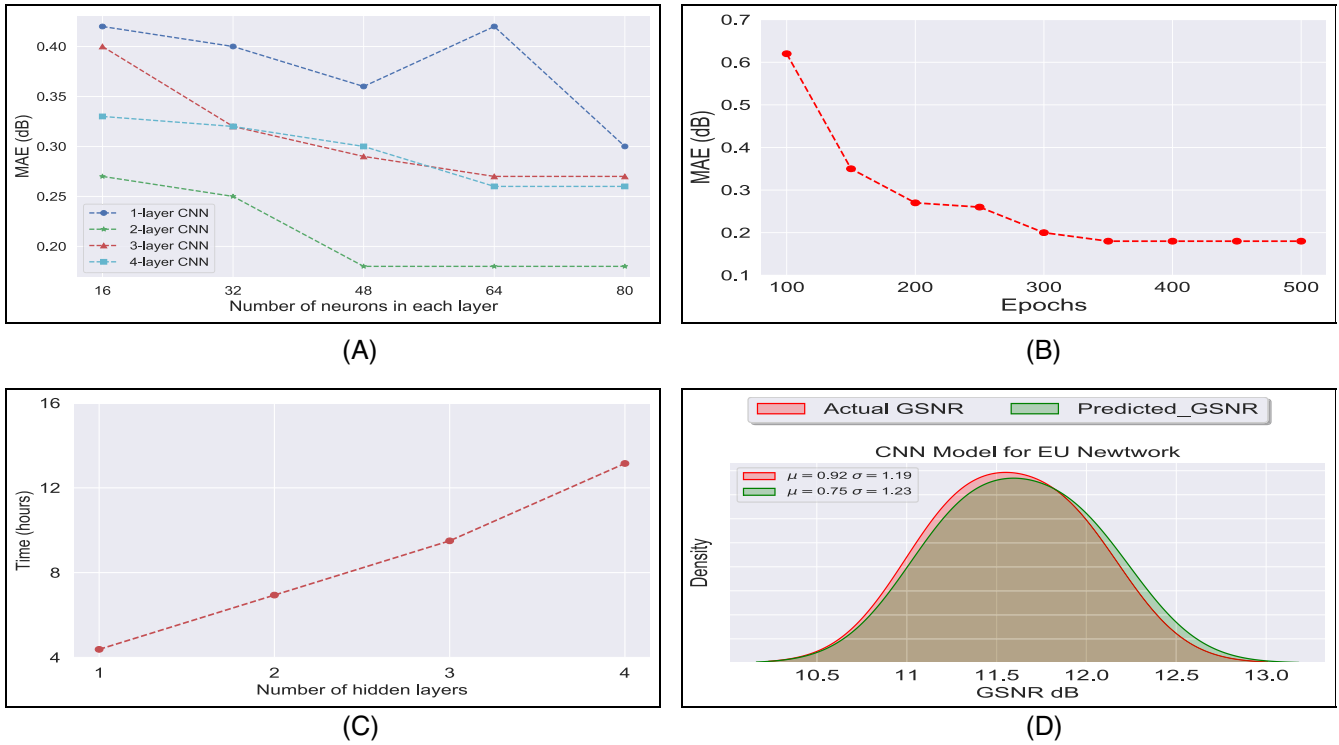 MAE (dB)
0.40
0.35
0.30
0.25
0.20
1-layer CNN
2-layer CNN
3-layer CNN
4-layer CNN
16 32 48 64 80
Number of neurons in each layer
(A)
MAE (dB)
0.7
0.6
0.5
0.4
0.3
0.2
0.1
100 200 300 400 500
Epochs
(B)
Time (hours)
16
12
8
4
1 2 3 4
Number of hidden layers
(C)
Actual GSNR Predicted_GSNR
CNN Model for EU Newtwork
μ = 0.92 σ = 1.19
μ = 0.75 σ = 1.23
Density
10.5 11 11.5 12.0 12.5 13.0
GSNR dB
(D)